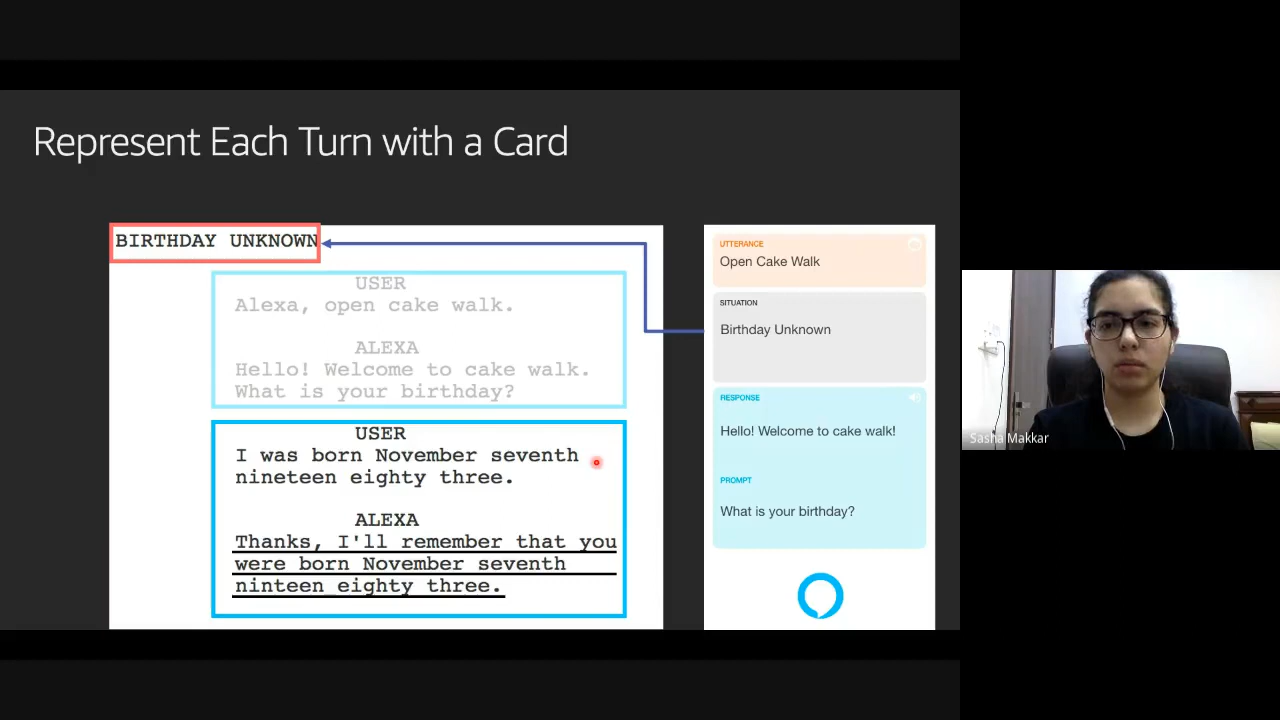 Represent Each Turn with a Card
BIRTHDAY UNKNOWN
USER
Alexa, open cake walk.
ALEXA
Hello! Welcome to cake walk.
What is your birthday?
USER
I was born November seventh
nineteen eighty three.
ALEXA
Thanks, I'll remember that you
were born November seventh
ninteen eighty three.
UTTERANCE
Open Cake Walk
SITUATION
Birthday Unknown
RESPONSE
Hello! Welcome to cake walk!
PROMPT
What is your birthday?
Sasha Makkar